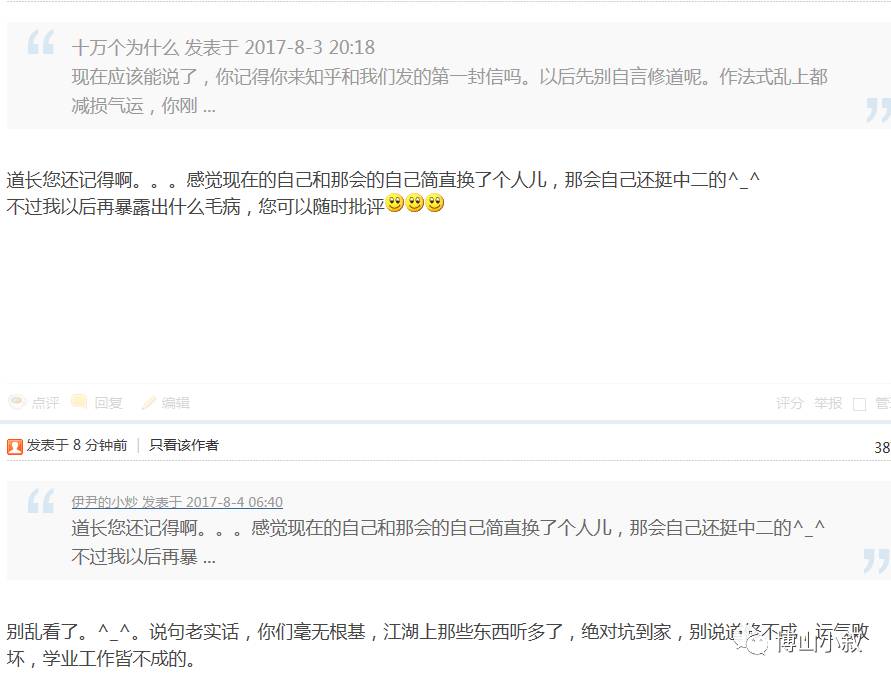 十万个为什么 发表于 2017-8-3 20:18
现在应该能说了，你记得你来知乎和我们发的第一封信吗。以后先别自言修道呢。作法式乱上都
减损气运，你刚 ...
道长您还记得啊。。。感觉现在的自己和那会的自己简直换了个人儿，那会自己还挺中二的^_^
不过我以后再暴露出什么毛病，您可以随时批评
点评 回复 编辑 评分 举报 管
发表于 8 分钟前 | 只看该作者 38
伊尹的小炒 发表于 2017-8-4 06:40
道长您还记得啊。。。感觉现在的自己和那会的自己简直换了个人儿，那会自己还挺中二的^_^
不过我以后再暴 ...
别乱看了。^_^。说句老实话，你们毫无根基，江湖上那些东西听多了，绝对坑到家，别说道 不成，运气败
坏，学业工作皆不成的。
博山小叔